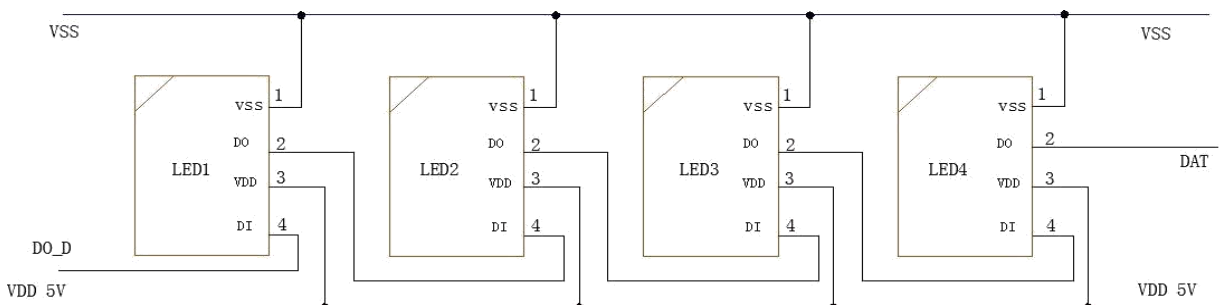 VSS
VSS
1
1
1
1
VSS
VSS
VSS
VSS
DO 2
DO 2
DO 2
DO 2
DAT
LED1
LED2
LED3
LED4
VDD 3
VDD 3
VDD 3
VDD 3
DI 4
DI 4
DI 4
DI 4
DO_D
VDD 5V
VDD 5V